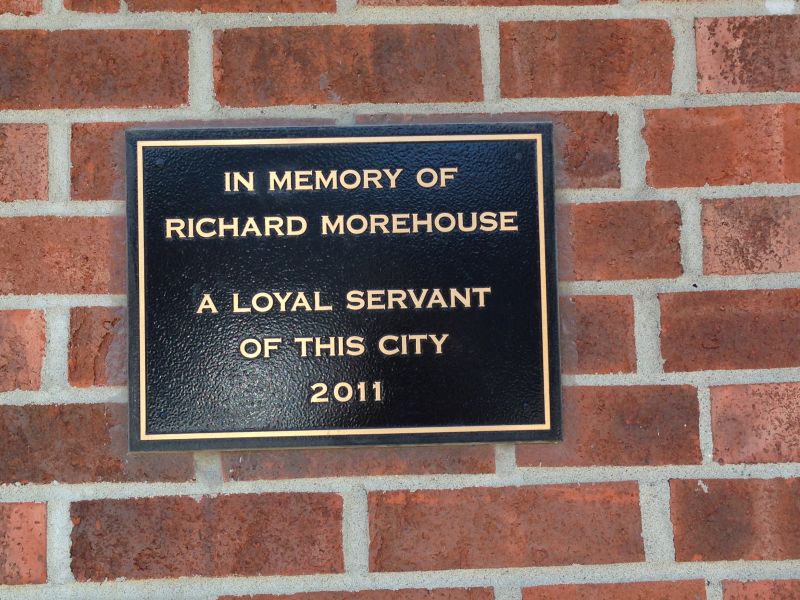 IN MEMORY OF
RICHARD MOREHOUSE
A LOYAL SERVANT
OF THIS CITY
2011